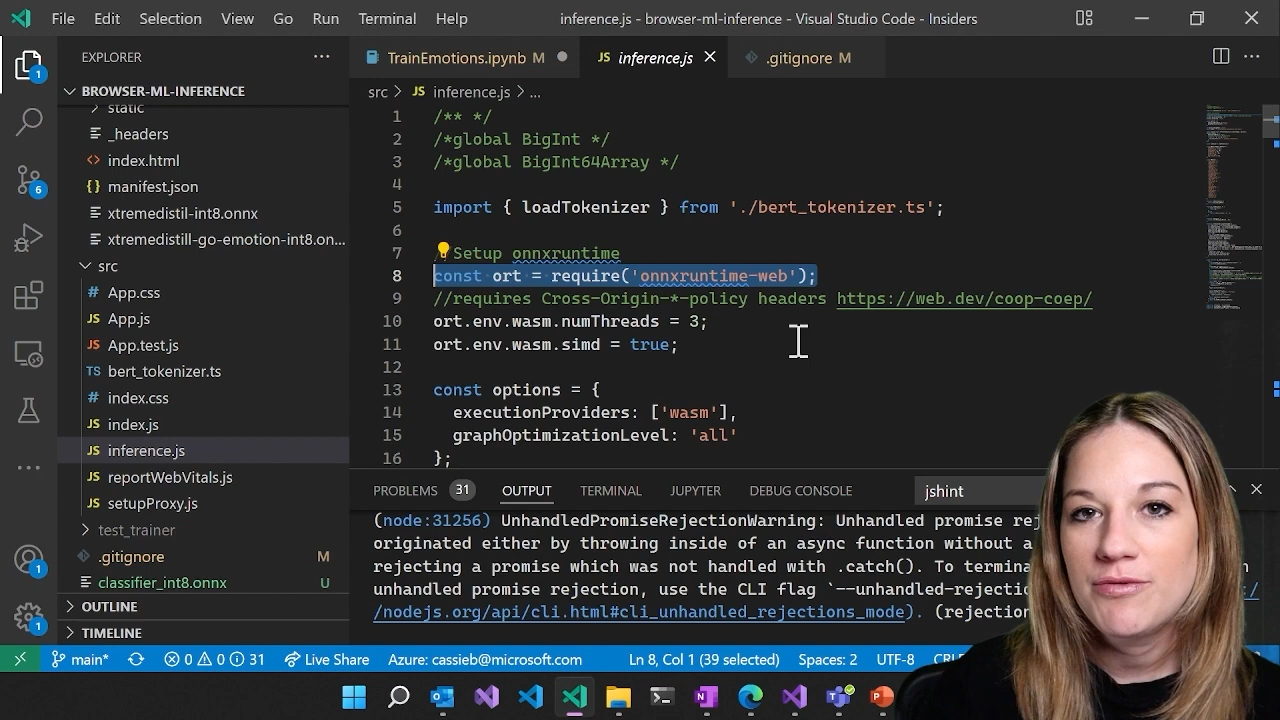 File Edit Selection View Go Run Terminal Help
inference.js - browser-ml-inference - Visual Studio Code - Insiders
EXPLORER
BROWSER-ML-INFERENCE
static
_headers
index.html
manifest.json
xtremedistil-int8.onnx
xtremedistill-go-emotion-int8.on...
src
App.css
App.js
App.test.js
bert_tokenizer.ts
index.css
index.js
inference.js
reportWebVitals.js
setupProxy.js
test_trainer
.gitignore M
classifier_int8.onnx U
OUTLINE
TIMELINE
1
6
1
1
TrainEmotions.ipynb M
JS inference.js
.gitignore M
src > JS inference.js > ...
1 /** */
2 /*global BigInt */
3 /*global BigInt64Array */
4
5 import { loadTokenizer } from './bert_tokenizer.ts';
6
7 Setup onnxruntime
8 const ort = require('onnxruntime-web');
9 //requires Cross-Origin-*-policy headers https://web.dev/coop-coep/
10 ort.env.wasm.numThreads = 3;
11 ort.env.wasm.simd = true;
12
13 const options = {
14 executionProviders: ['wasm'],
15 graphOptimizationLevel: 'all'
16 };
PROBLEMS 31 OUTPUT TERMINAL JUPYTER DEBUG CONSOLE jshint
(node:31256) UnhandledPromiseRejectionWarning: Unhandled promise rej
originated either by throwing inside of an async function without a
rejecting a promise which was not handled with .catch(). To termina
unhandled promise rejection, use the CLI flag `--unhandled-rejection
/nodejs.org/api/cli.html#cli_unhandled_rejections_mode). (rejection
main* 0 0 31 Live Share Azure: cassieb@microsoft.com Ln 8, Col 1 (39 selected) Spaces: 2 UTF-8